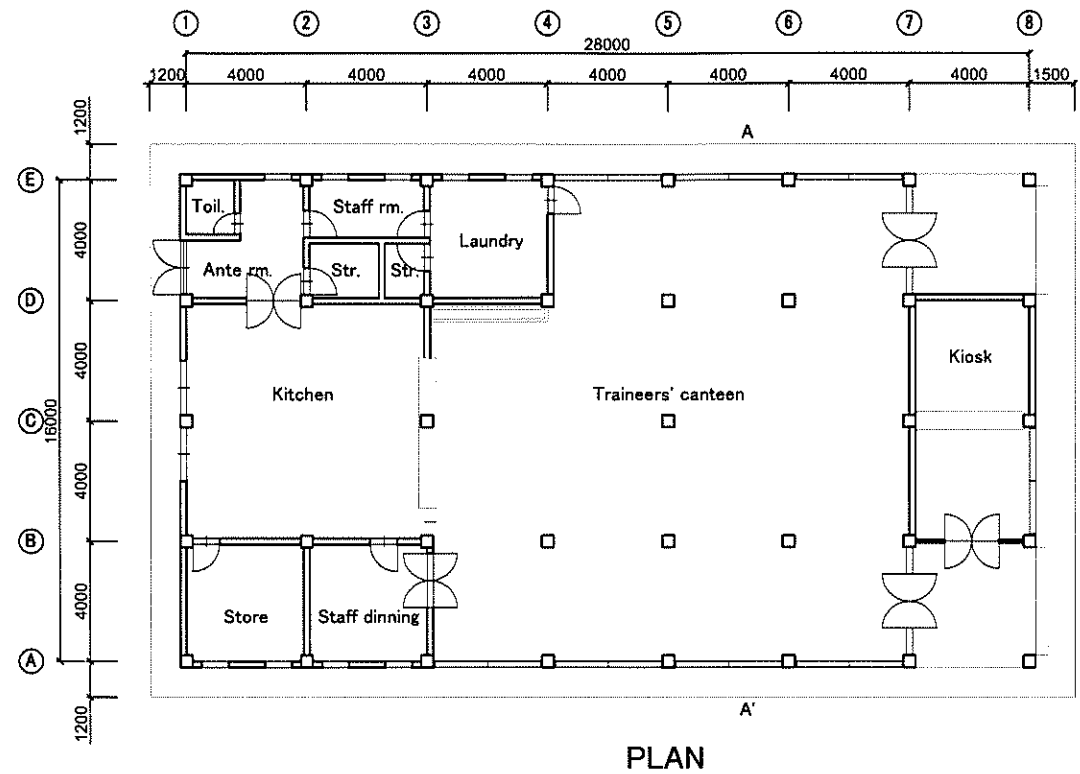 1 2 3 4 5 6 7 8
28000
1200 4000 4000 4000 4000 4000 4000 4000 1500
1200
A
E
Toil. Staff rm.
4000
Laundry
Ante rm. Str. Str.
D
4000
Kiosk
Kitchen Traineers' canteen
C
16000
4000
B
4000
Store Staff dinning
A
1200
A'
PLAN